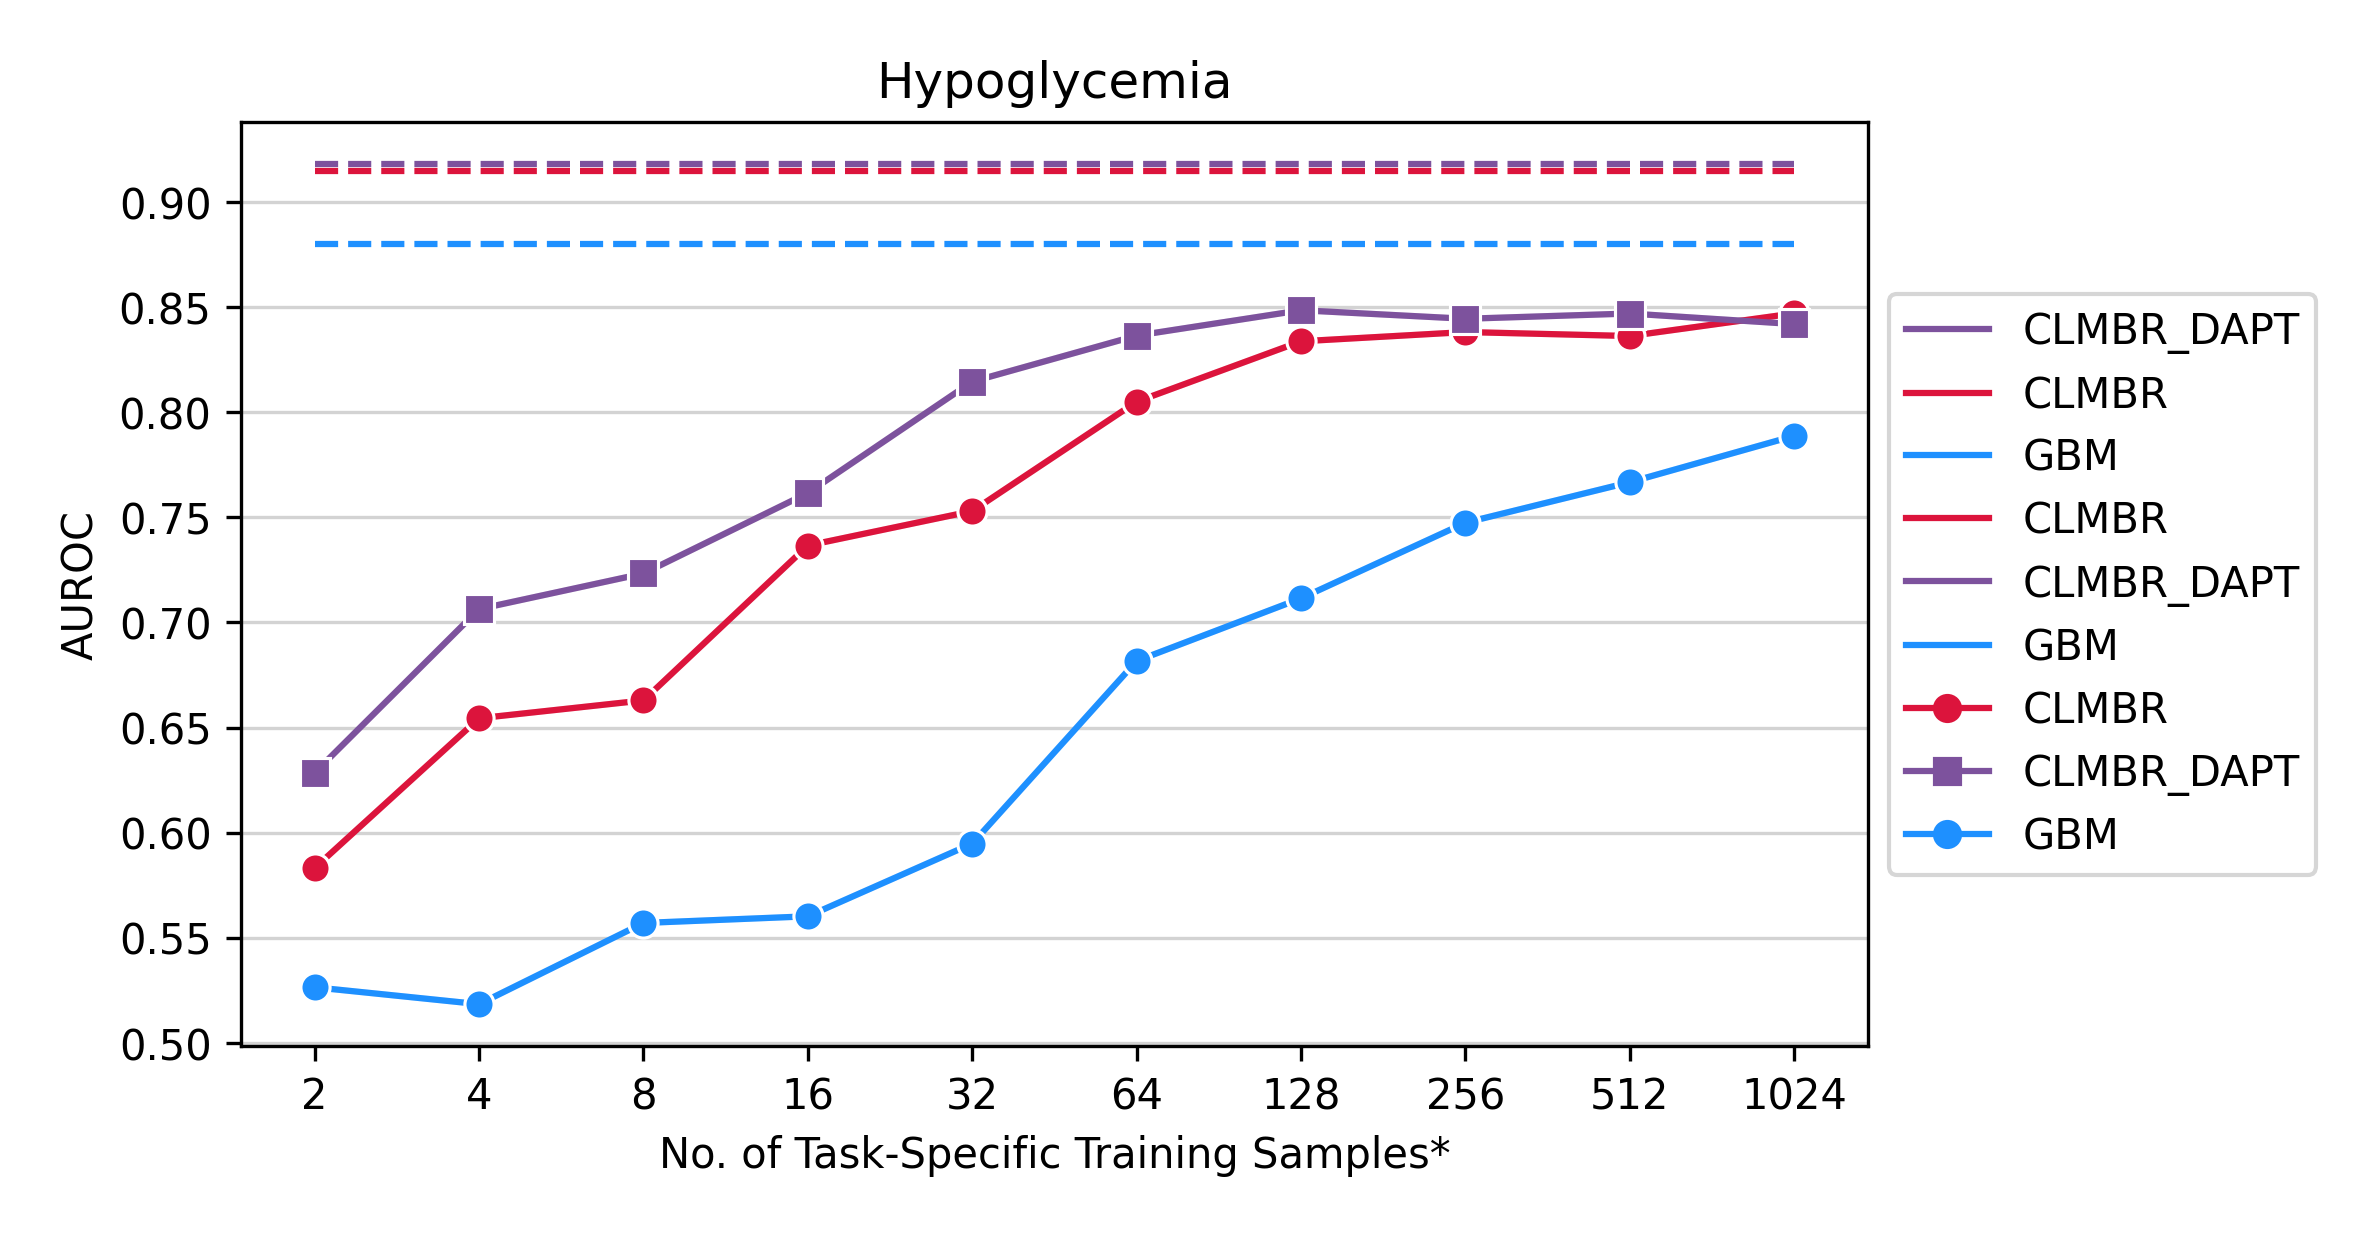 Hypoglycemia
0.90
0.85
0.80
0.75
0.70
0.65
0.60
0.55
0.50
AUROC
2 4 8 16 32 64 128 256 512 1024
No. of Task-Specific Training Samples*
CLMBR_DAPT
CLMBR
GBM
CLMBR
CLMBR_DAPT
GBM
CLMBR
CLMBR_DAPT
GBM